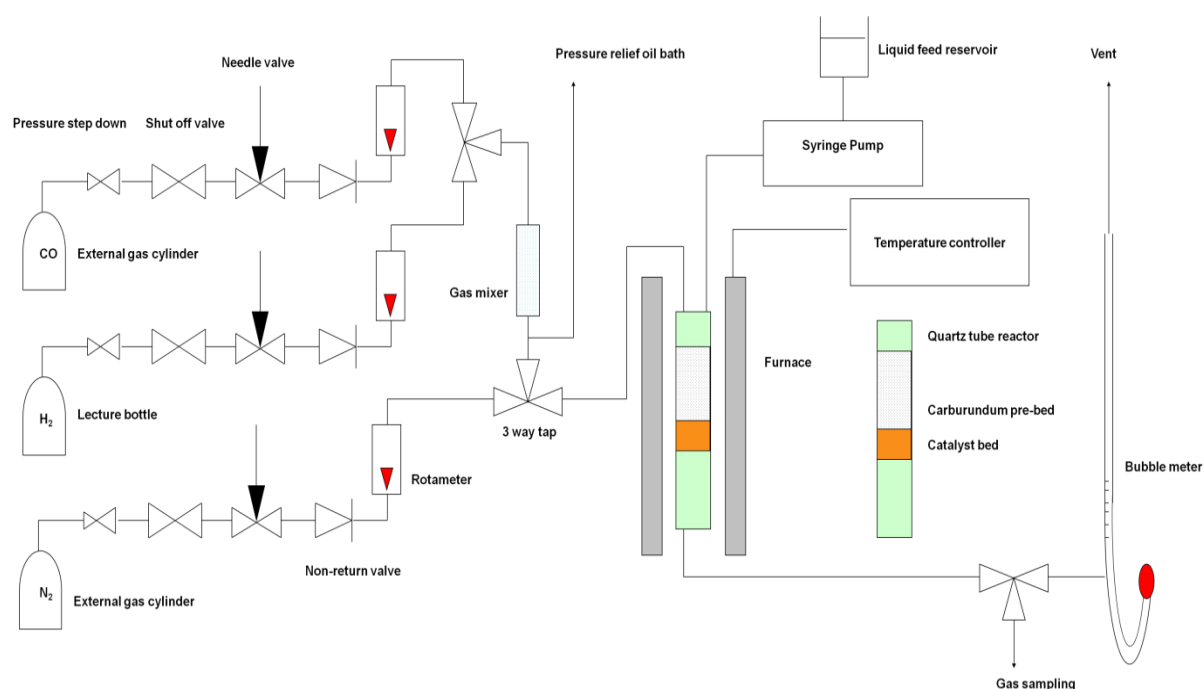 Pressure relief oil bath
Liquid feed reservoir
Vent
Needle valve
Pressure step down
Shut off valve
Syringe Pump
CO
External gas cylinder
Temperature controller
Gas mixer
Quartz tube reactor
Furnace
H₂
Lecture bottle
Carburundum pre-bed
3 way tap
Catalyst bed
Bubble meter
Rotameter
Non-return valve
N₂
External gas cylinder
Gas sampling